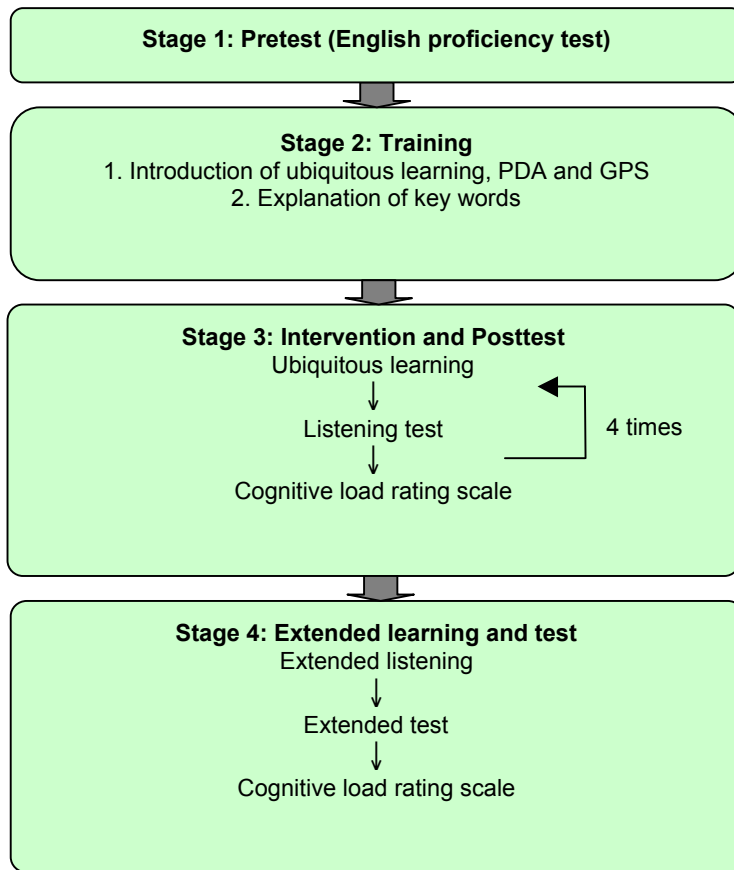 Stage 1: Pretest (English proficiency test)
Stage 2: Training
1. Introduction of ubiquitous learning, PDA and GPS
2. Explanation of key words
Stage 3: Intervention and Posttest
Ubiquitous learning
Listening test
4 times
Cognitive load rating scale
Stage 4: Extended learning and test
Extended listening
Extended test
Cognitive load rating scale